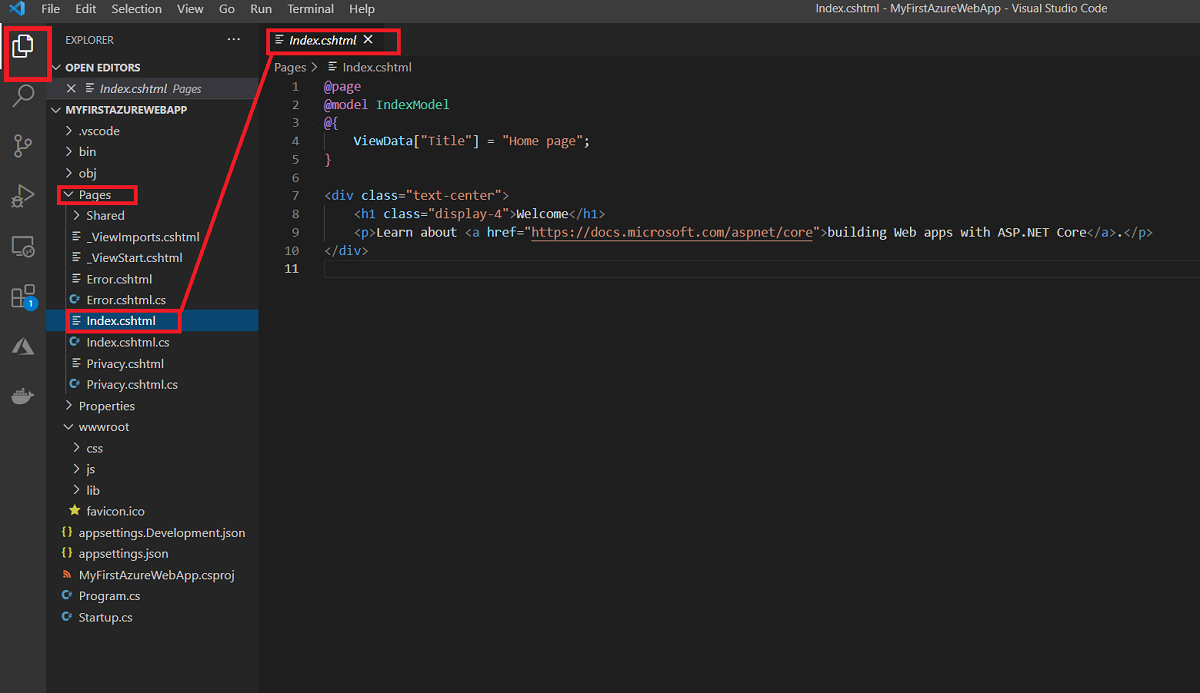 File Edit Selection View Go Run Terminal Help
Index.cshtml - MyFirstAzureWebApp - Visual Studio Code
EXPLORER
OPEN EDITORS
Index.cshtml Pages
MYFIRSTAZUREWEBAPP
.vscode
bin
obj
Pages
Shared
_ViewImports.cshtml
_ViewStart.cshtml
Error.cshtml
Error.cshtml.cs
Index.cshtml
Index.cshtml.cs
Privacy.cshtml
Privacy.cshtml.cs
Properties
wwwroot
css
js
lib
favicon.ico
appsettings.Development.json
appsettings.json
MyFirstAzureWebApp.csproj
Program.cs
Startup.cs
1
Index.cshtml
Pages > Index.cshtml
1 @page
2 @model IndexModel
3 @{
4     ViewData["Title"] = "Home page";
5 }
6
7 <div class="text-center">
8     <h1 class="display-4">Welcome</h1>
9     <p>Learn about <a href="https://docs.microsoft.com/aspnet/core">building Web apps with ASP.NET Core</a>.</p>
10 </div>
11